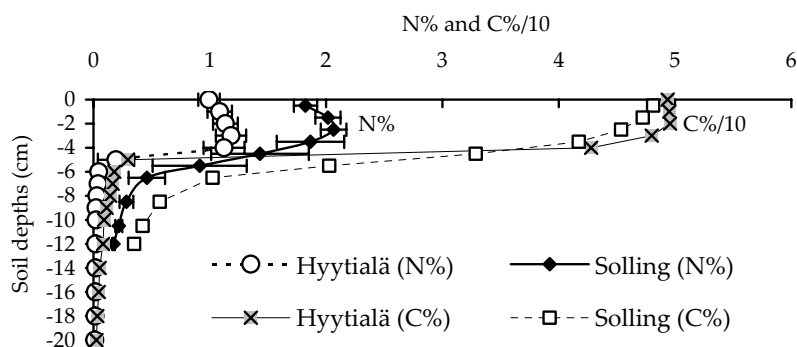 N% and C%/10
0 1 2 3 4 5 6
0
-2
-4
-6
-8
-10
-12
-14
-16
-18
-20
Soil depths (cm)
N%
C%/10
Hyytialä (N%)
Solling (N%)
Hyytialä (C%)
Solling (C%)